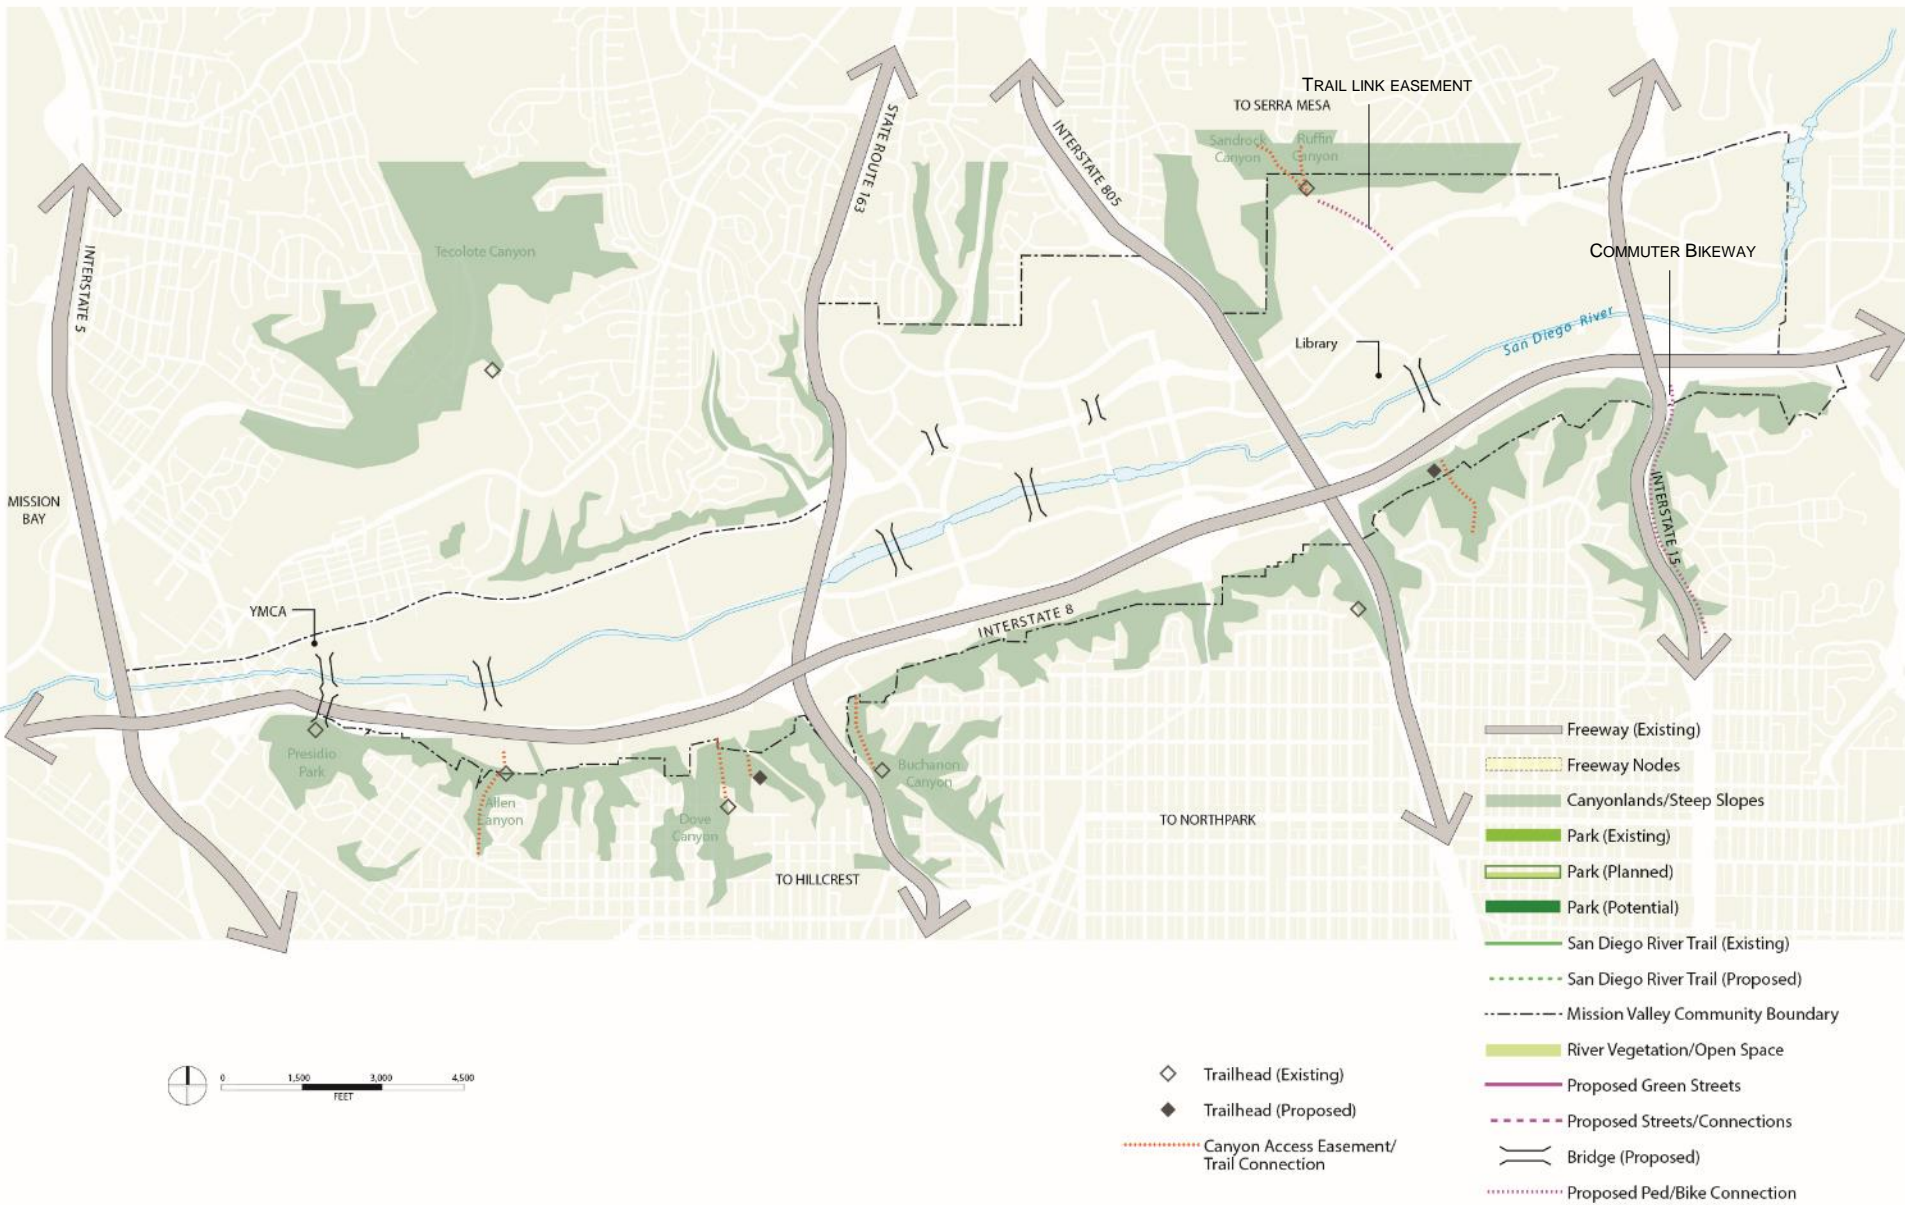 TRAIL LINK EASEMENT
TO SERRA MESA
STATE ROUTE 163
INTERSTATE 805
Sandrock
Canyon
Ruffin
Canyon
INTERSTATE 5
Tecolote Canyon
COMMUTER BIKEWAY
San Diego River
Library
MISSION
BAY
INTERSTATE 15
YMCA
INTERSTATE 8
Presidio
Park
Allen
Canyon
Dove
Canyon
Buchanon
Canyon
TO HILLCREST
TO NORTHPARK
Freeway (Existing)
Freeway Nodes
Canyonlands/Steep Slopes
Park (Existing)
Park (Planned)
Park (Potential)
San Diego River Trail (Existing)
San Diego River Trail (Proposed)
Mission Valley Community Boundary
River Vegetation/Open Space
Proposed Green Streets
Proposed Streets/Connections
Bridge (Proposed)
Proposed Ped/Bike Connection
Trailhead (Existing)
Trailhead (Proposed)
Canyon Access Easement/
Trail Connection
0 1,500 3,000 4,500
FEET